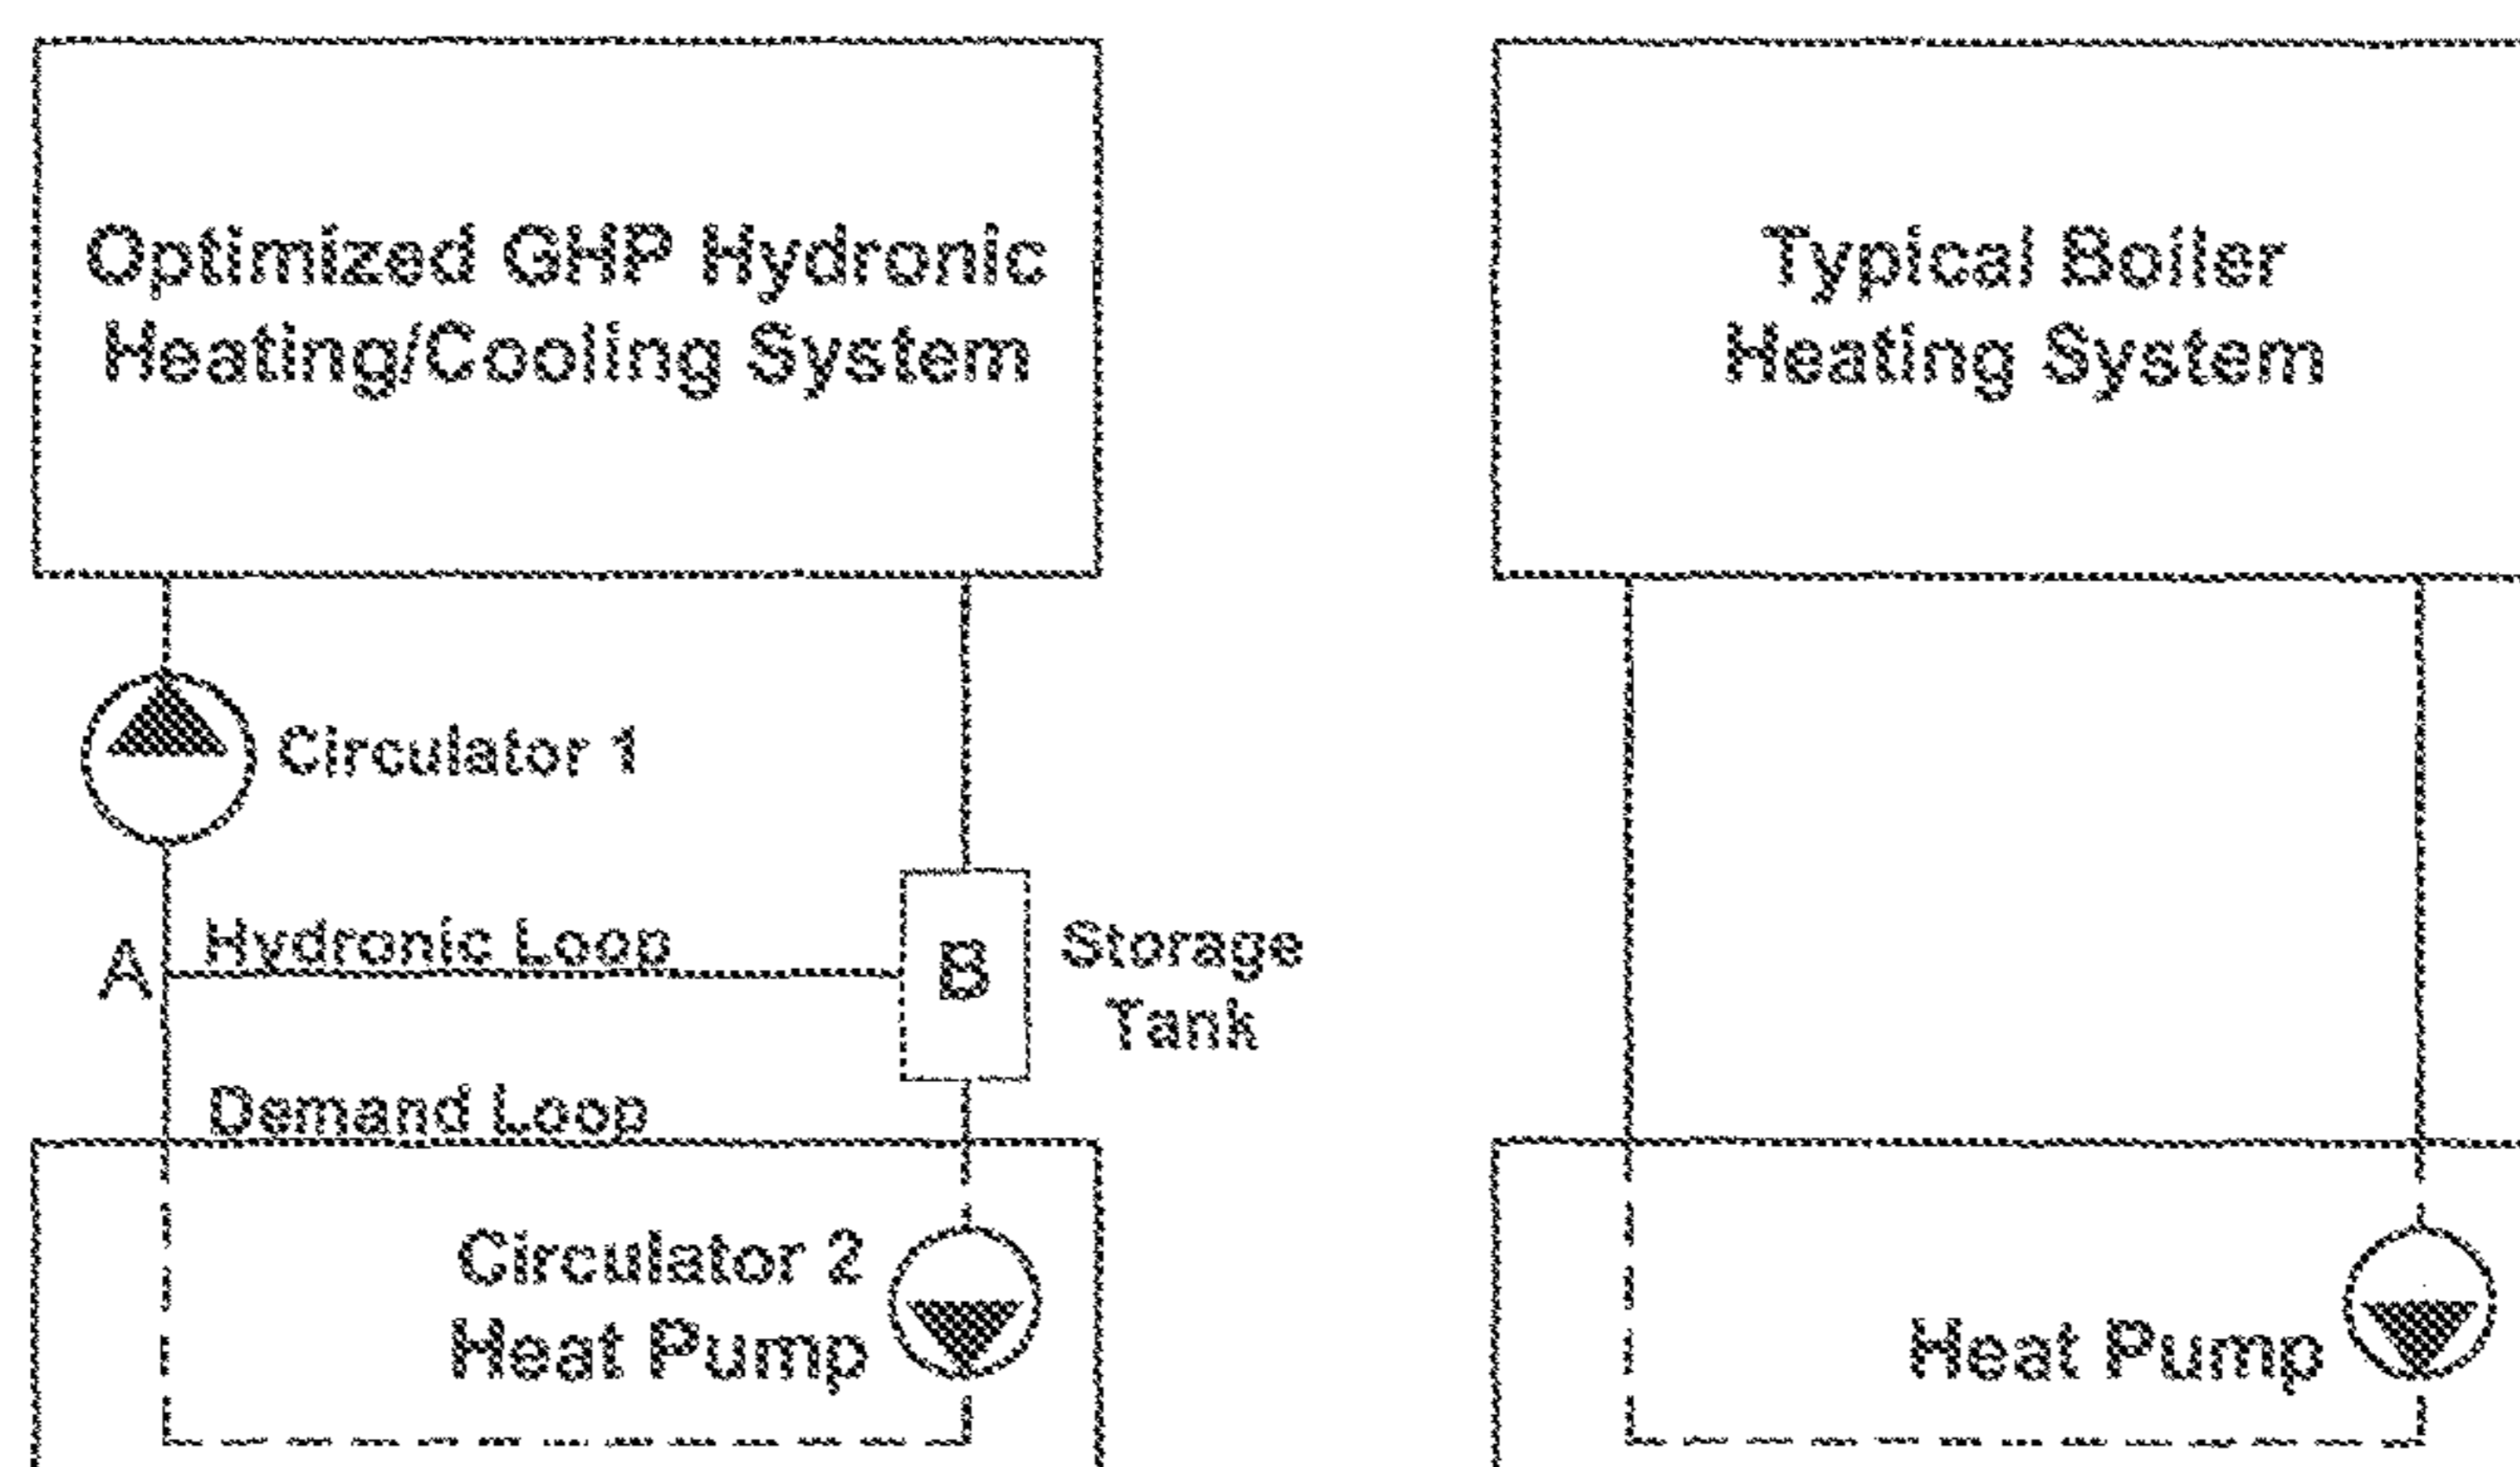 Optimized GHP Hydronic
Heating/Cooling System
Typical Boiler
Heating System
Circulator 1
A
Hydronic Loop
B
Storage
Tank
Demand Loop
Circulator 2
Heat Pump
Heat Pump